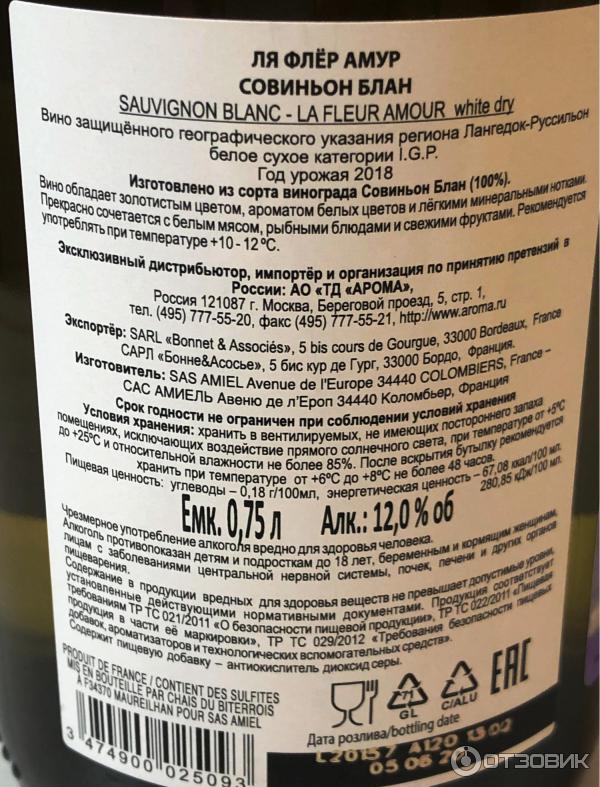 ЛЯ ФЛЁР АМУР
СОВИНЬОН БЛАН
SAUVIGNON BLANC - LA FLEUR AMOUR white dry
Вино защищённого географического указания региона Лангедок-Руссильон
белое сухое категории I.G.P.
Год урожая 2018
Изготовлено из сорта винограда Совиньон Блан (100%).
Вино обладает золотистым цветом, ароматом белых цветов и лёгкими минеральными нотками.
Прекрасно сочетается с белым мясом, рыбными блюдами и свежими фруктами. Рекомендуется
употреблять при температуре +10 - 12°С.
Эксклюзивный дистрибьютор, импортёр и организация по принятию претензий в
России: АО «ТД «АРОМА»,
Россия 121087 г. Москва, Береговой проезд, 5, стр. 1,
тел. (495) 777-55-20, факс (495) 777-55-21, http://www.aroma.ru
Экспортёр: SARL «Bonnet & Associés», 5 bis cours de Gourgue, 33000 Bordeaux, France
САРЛ «Бонне&Асосье», 5 бис кур де Гург, 33000 Бордо, Франция.
Изготовитель: SAS AMIEL Avenue de l'Europe 34440 COLOMBIERS, France –
САС АМИЕЛЬ Авеню де л'Ероп 34440 Коломбьер, Франция
Срок годности не ограничен при соблюдении условий хранения
Условия хранения: хранить в вентилируемых, не имеющих постороннего запаха
помещениях, исключающих воздействие прямого солнечного света, при температуре от +5°С
до +25°С и относительной влажности не более 85%. После вскрытия бутылку рекомендуется
хранить при температуре от +6°С до +8°С не более 48 часов.
Пищевая ценность: углеводы – 0,18 г/100мл, энергетическая ценность – 67,08 ккал/100 мл.
280,85 кДж/100 мл.
Емк. 0,75 л Алк.: 12,0 % об
Чрезмерное употребление алкоголя вредно для здоровья человека.
Алкоголь противопоказан детям и подросткам до 18 лет, беременным и кормящим женщинам,
лицам с заболеваниями центральной нервной системы, почек, печени и других органов
пищеварения.
Содержание в продукции вредных для здоровья веществ не превышает допустимые уровни,
установленные действующими нормативными документами. Продукция соответствует
требованиям ТР ТС 021/2011 «О безопасности пищевой продукции», ТР ТС 022/2011 «Пищевая
продукция в части её маркировки», ТР ТС 029/2012 «Требования безопасности пищевых
добавок, ароматизаторов и технологических вспомогательных средств».
Содержит пищевую добавку – антиокислитель диоксид серы.
PRODUIT DE FRANCE / CONTIENT DES SULFITES
MIS EN BOUTEILLE PAR CHAIS DU BITERROIS
À F34370 MAUREILHAN POUR SAS AMIEL
71
GL
C/ALU
EAC
Дата розлива/bottling date
L20157 A120 1302
05 06 2
3 474900 025093
ОТЗОВИК